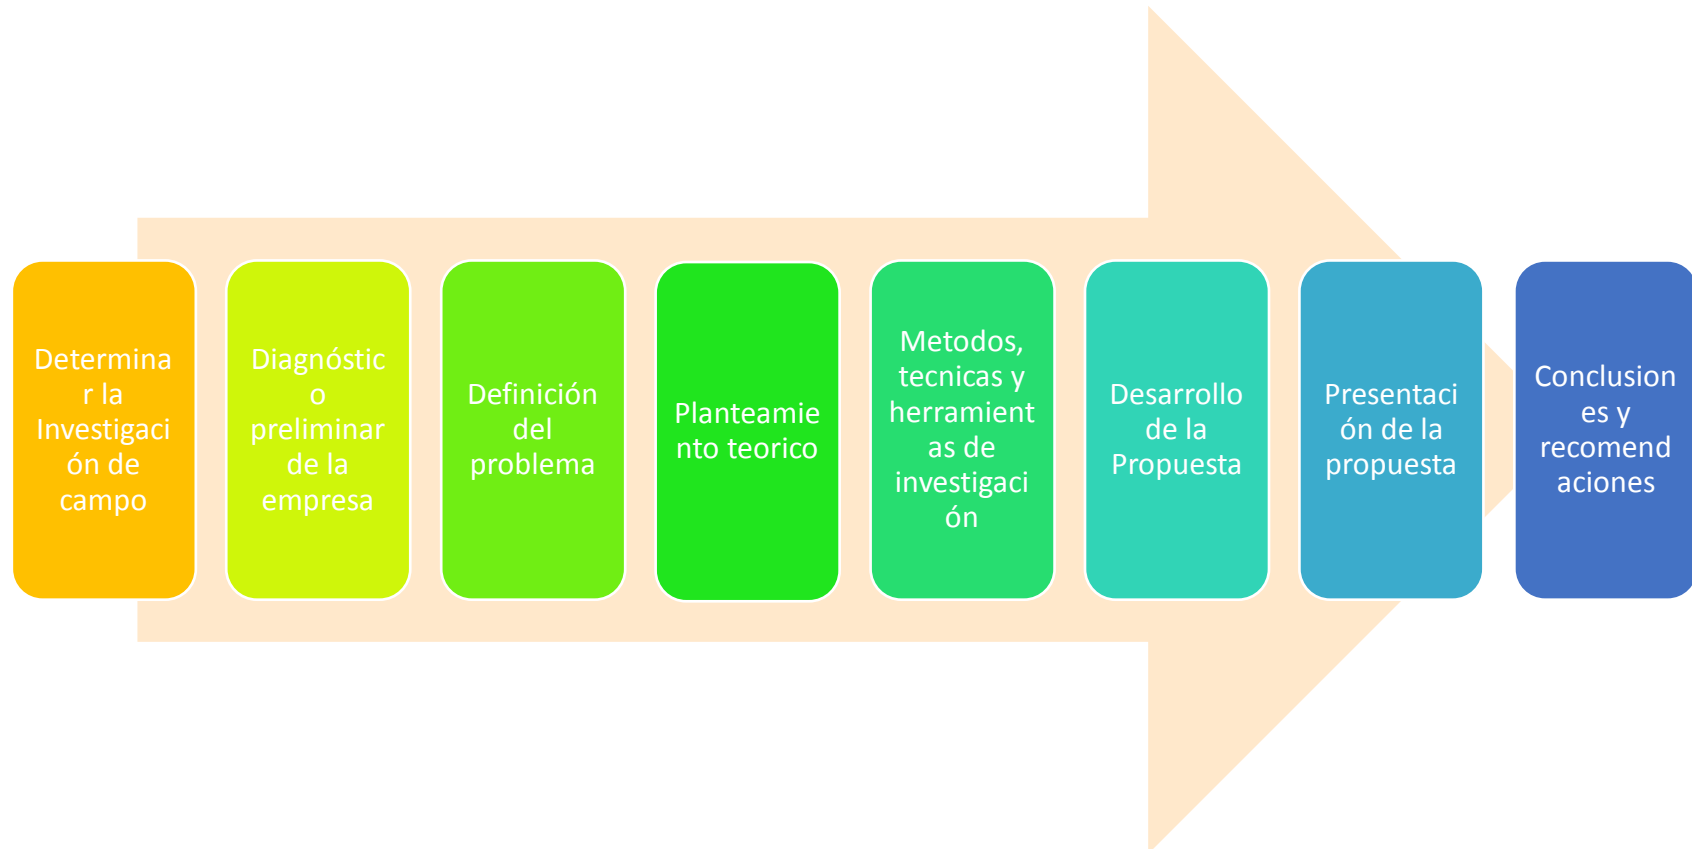 Determina
r la
Investigaci
ón de
campo
Diagnóstic
o
preliminar
de la
empresa
Definición
del
problema
Planteamie
nto teorico
Metodos,
tecnicas y
herramient
as de
investigaci
ón
Desarrollo
de la
Propuesta
Presentaci
ón de la
propuesta
Conclusion
es y
recomend
aciones